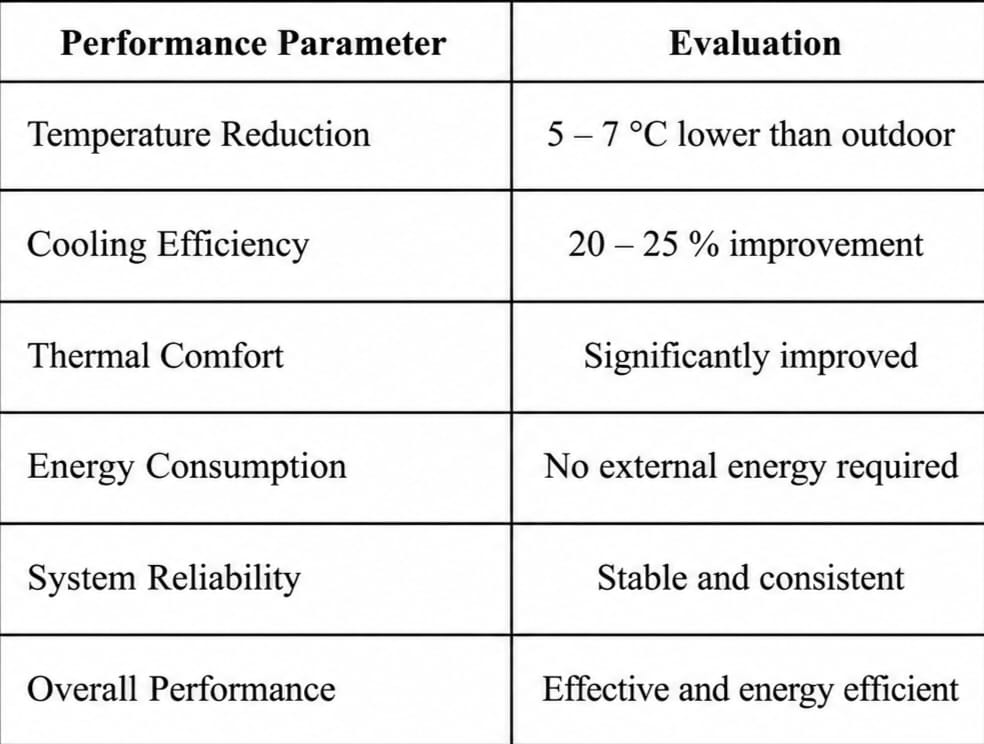 Performance Parameter Evaluation
Temperature Reduction 5 – 7 °C lower than outdoor
Cooling Efficiency 20 – 25 % improvement
Thermal Comfort Significantly improved
Energy Consumption No external energy required
System Reliability Stable and consistent
Overall Performance Effective and energy efficient